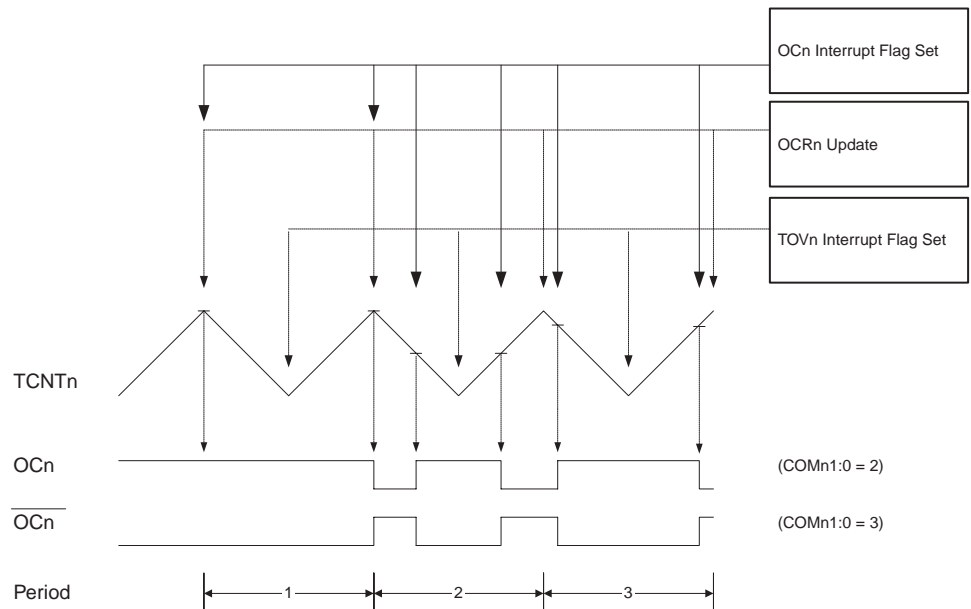 OCn Interrupt Flag Set
OCRn Update
TOVn Interrupt Flag Set
TCNTn
OCn
(COMn1:0 = 2)
OCn
(COMn1:0 = 3)
Period
1
2
3